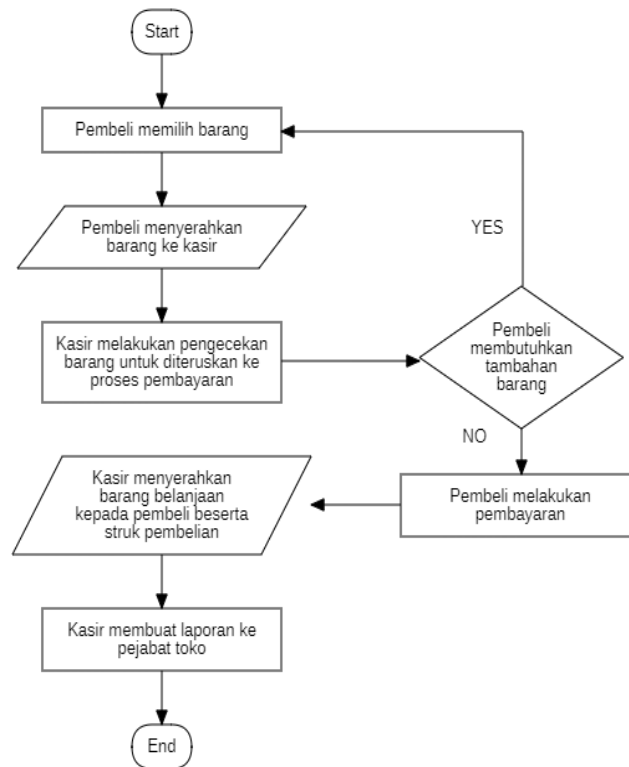 Start
Pembeli memilih barang
Pembeli menyerahkan
barang ke kasir
Kasir melakukan pengecekan
barang untuk diteruskan ke
proses pembayaran
YES
Pembeli
membutuhkan
tambahan
barang
NO
Pembeli melakukan
pembayaran
Kasir menyerahkan
barang belanjaan
kepada pembeli beserta
struk pembelian
Kasir membuat laporan ke
pejabat toko
End